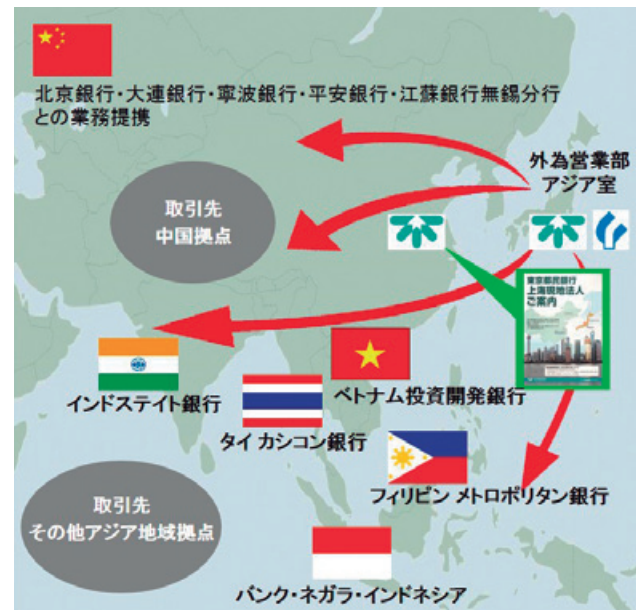 北京銀行・大連銀行・寧波銀行・平安銀行・江蘇銀行無錫分行
との業務提携
外為営業部
アジア室
取引先
中国拠点
東京都民銀行
上海現地法人
ご案内
インドステイト銀行
ベトナム投資開発銀行
タイ カシコン銀行
フィリピン メトロポリタン銀行
取引先
その他アジア地域拠点
バンク・ネガラ・インドネシア